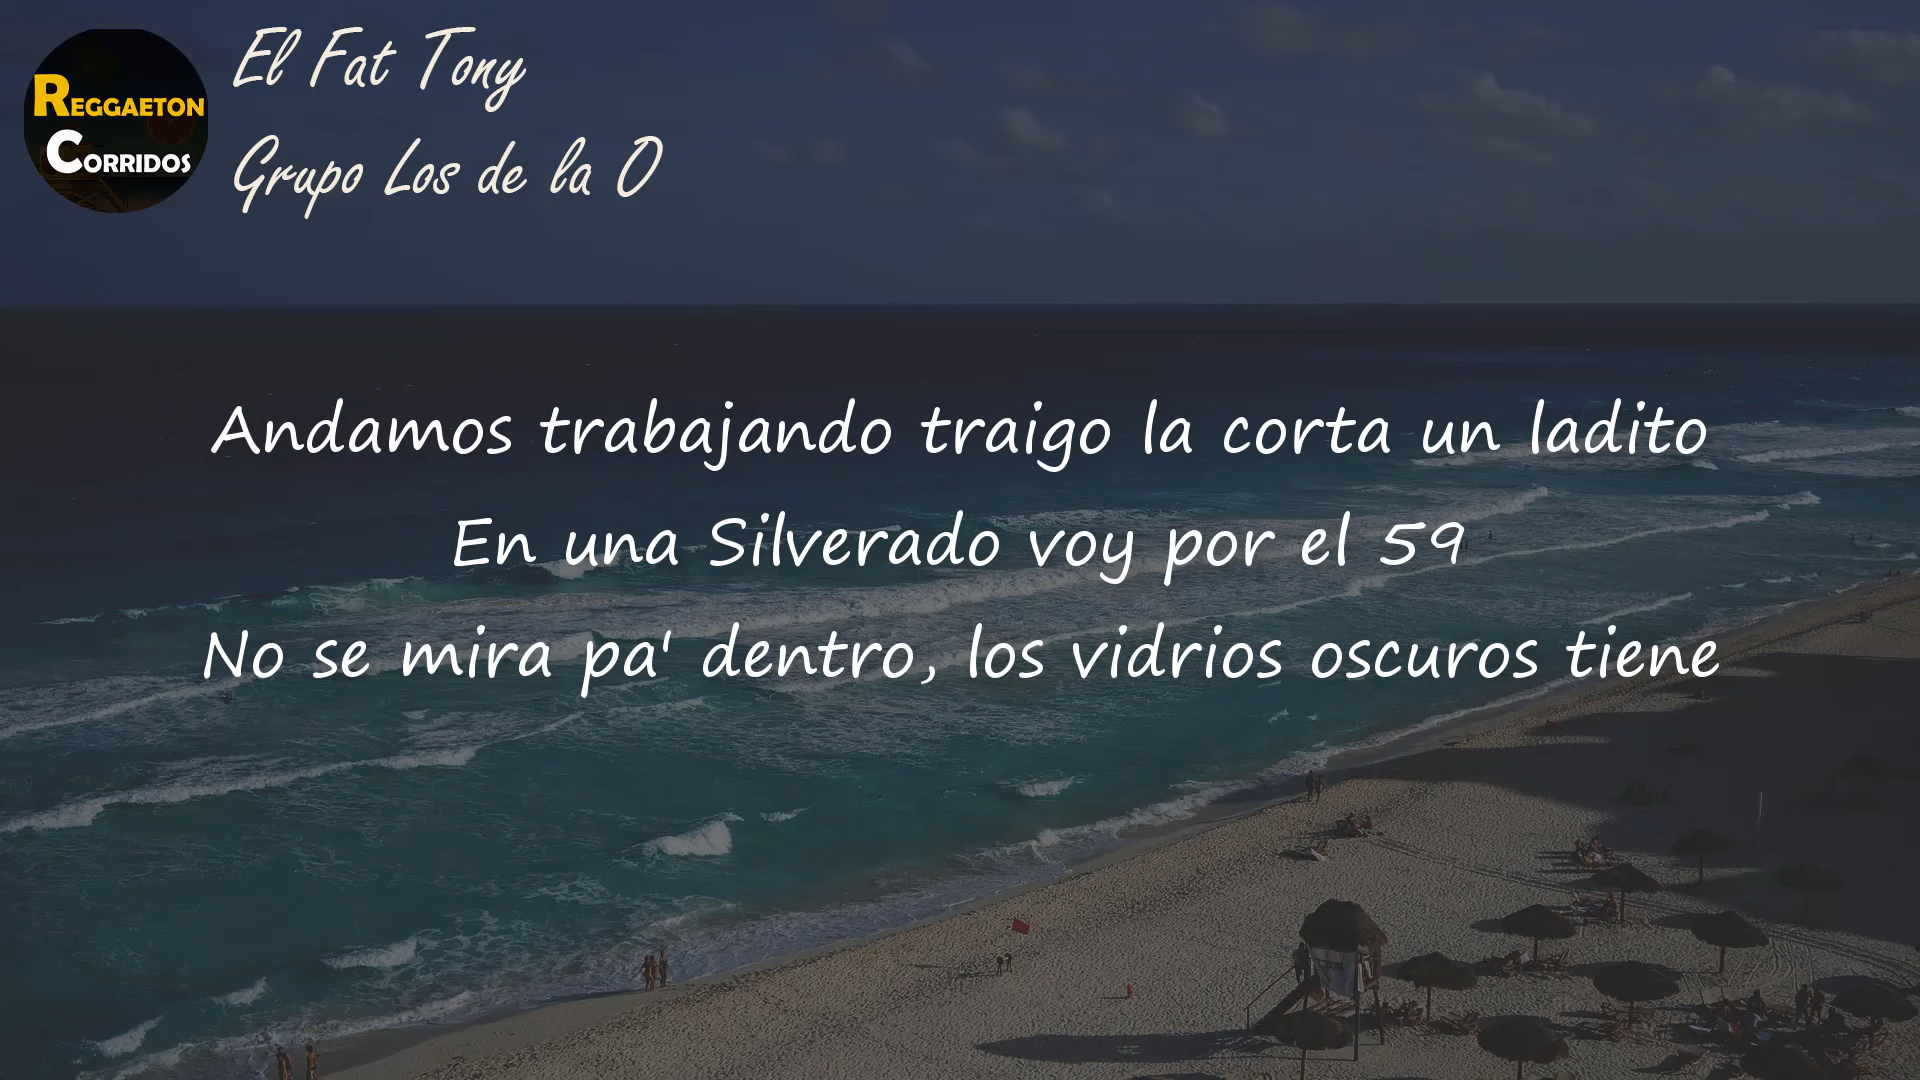 REGGAETON
CORRIDOS
El Fat Tony
Grupo Los de la O
Andamos trabajando traigo la corta un ladito
En una Silverado voy por el 59
No se mira pa' dentro, los vidrios oscuros tiene